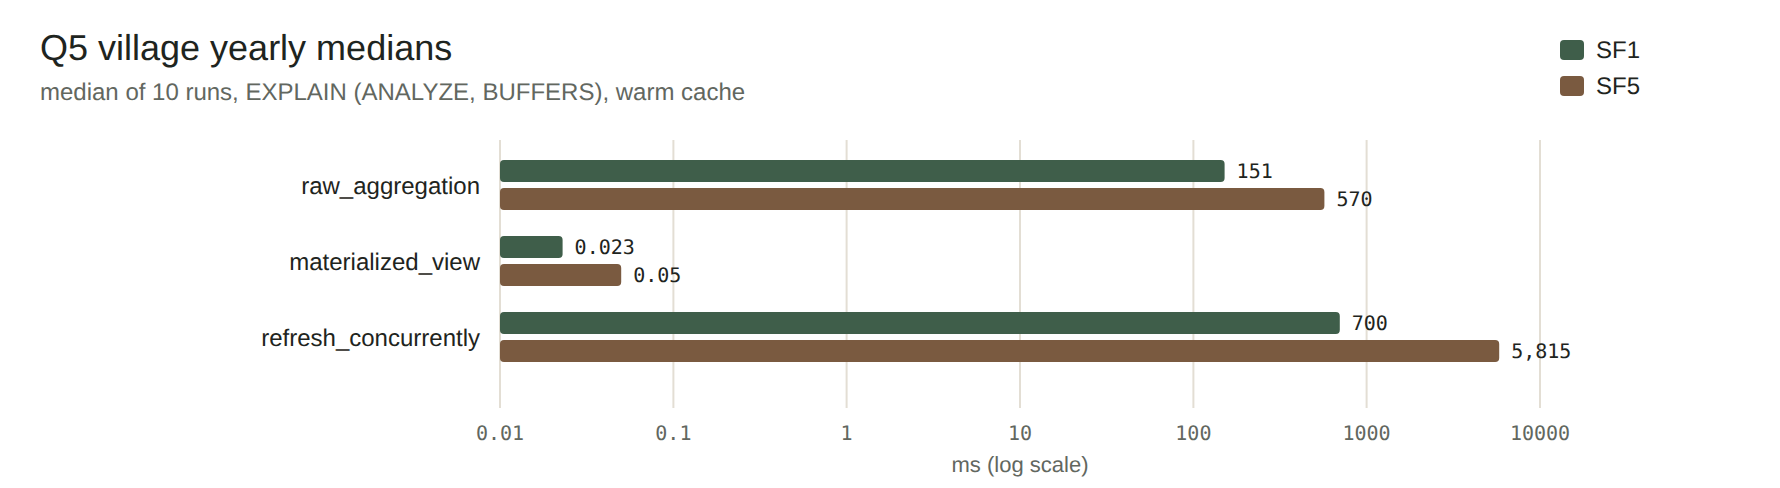 Q5 village yearly medians
median of 10 runs, EXPLAIN (ANALYZE, BUFFERS), warm cache
SF1
SF5
raw_aggregation
151
570
materialized_view
0.023
0.05
refresh_concurrently
700
5,815
0.01 0.1 1 10 100 1000 10000
ms (log scale)